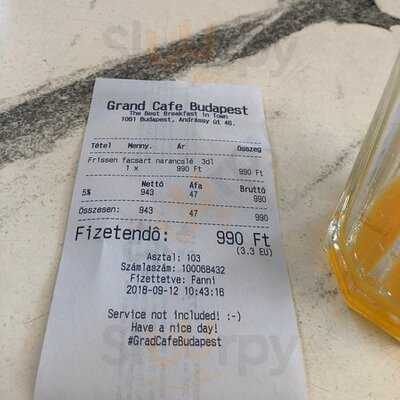 Grand Cafe Budapest
The Best Breakfast in Town
1061 Budapest, Andrássy út 46.
Tétel Menny. Ár Összeg
Frissen facsart narancslé 3dl
1 x 990 Ft 990 Ft
Nettó Áfa Bruttó
5% 943 47 990
Összesen: 943 47 990
Fizetendő: 990 Ft
(3.3 EU)
Asztal: 103
Számlaszám: 100068432
Fizettetve: Fanni
2018-09-12 10:43:16
Service not included! :-)
Have a nice day!
#GradCafeBudapest